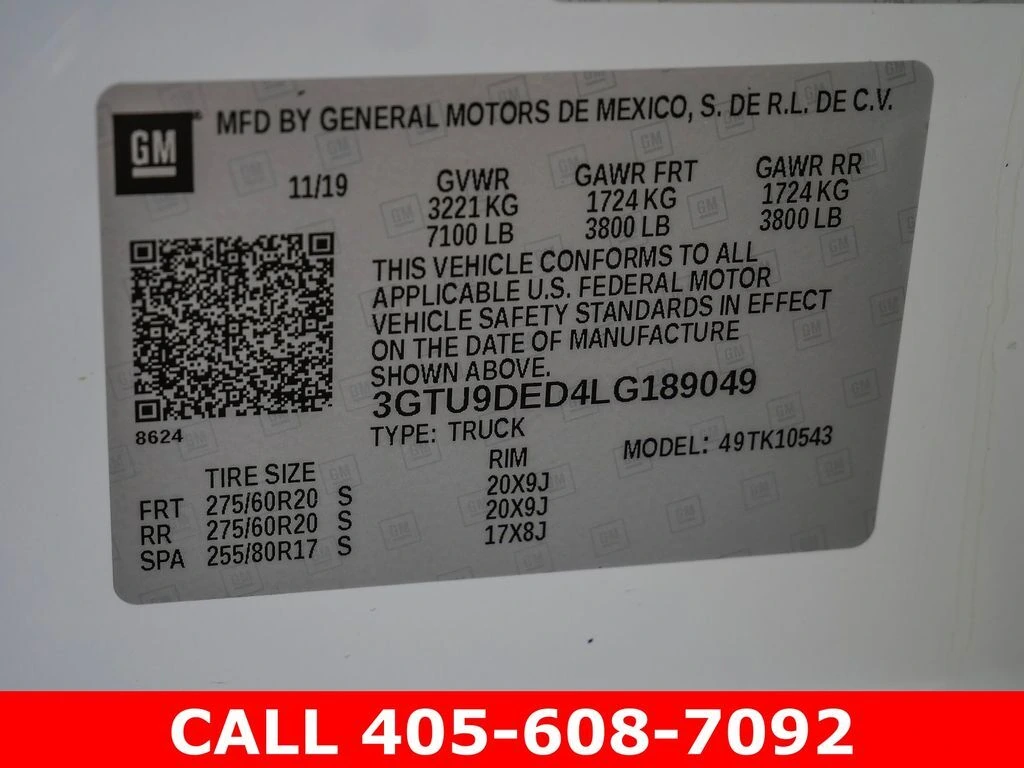 GM
MFD BY GENERAL MOTORS DE MEXICO, S. DE R.L. DE C.V.
11/19
GVWR GAWR FRT GAWR RR
3221 KG 1724 KG 1724 KG
7100 LB 3800 LB 3800 LB
THIS VEHICLE CONFORMS TO ALL
APPLICABLE U.S. FEDERAL MOTOR
VEHICLE SAFETY STANDARDS IN EFFECT
ON THE DATE OF MANUFACTURE
SHOWN ABOVE.
3GTU9DED4LG189049
8624
TYPE: TRUCK MODEL: 49TK10543
TIRE SIZE RIM
FRT 275/60R20 S 20X9J
RR 275/60R20 S 20X9J
SPA 255/80R17 S 17X8J
CALL 405-608-7092